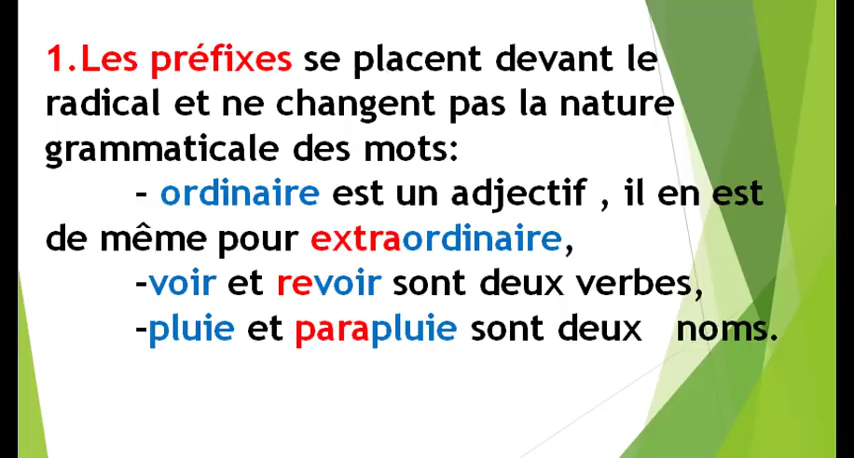 1.Les préfixes se placent devant le
radical et ne changent pas la nature
grammaticale des mots:
- ordinaire est un adjectif , il en est
de même pour extraordinaire,
-voir et revoir sont deux verbes,
-pluie et parapluie sont deux noms.